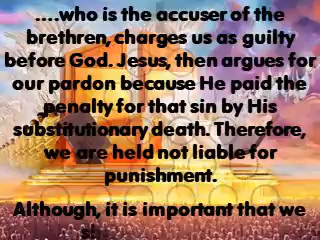 ....who is the accuser of the
brethren, charges us as guilty
before God. Jesus, then argues for
our pardon because He paid the
penalty for that sin by His
substitutionary death. Therefore,
we are held not liable for
punishment.
Although, it is important that we